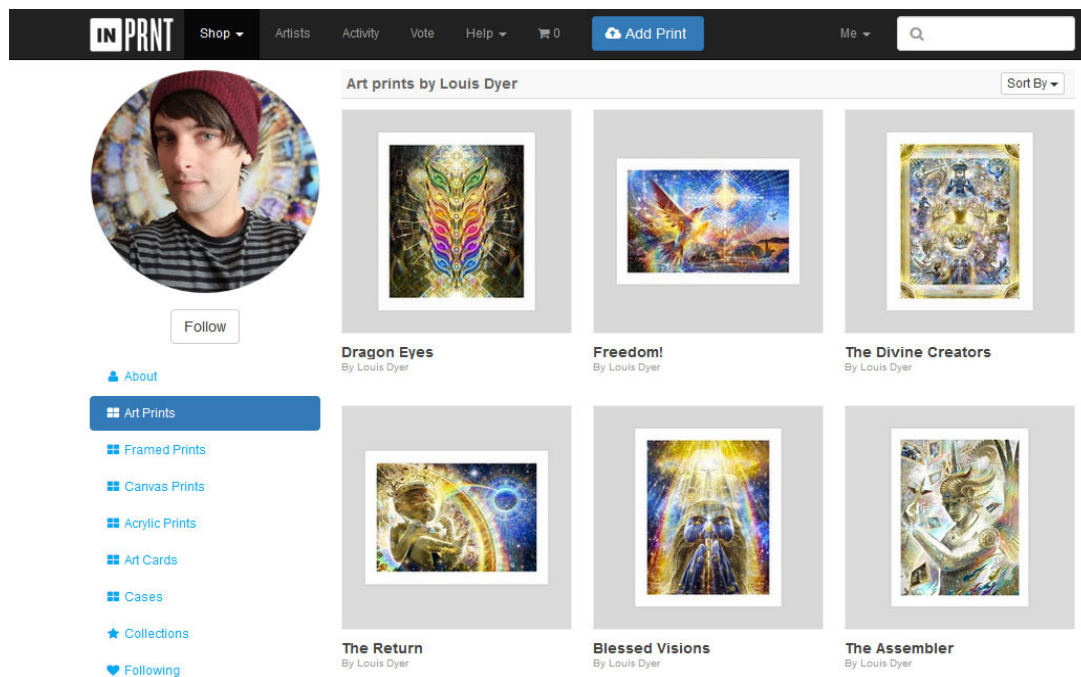 INPRNT Shop Artists Activity Vote Help 0 Add Print Me
Art prints by Louis Dyer Sort By
Follow
About
Art Prints
Framed Prints
Canvas Prints
Acrylic Prints
Art Cards
Cases
Collections
Following
Dragon Eyes
By Louis Dyer
Freedom!
By Louis Dyer
The Divine Creators
By Louis Dyer
The Return
By Louis Dyer
Blessed Visions
By Louis Dyer
The Assembler
By Louis Dyer